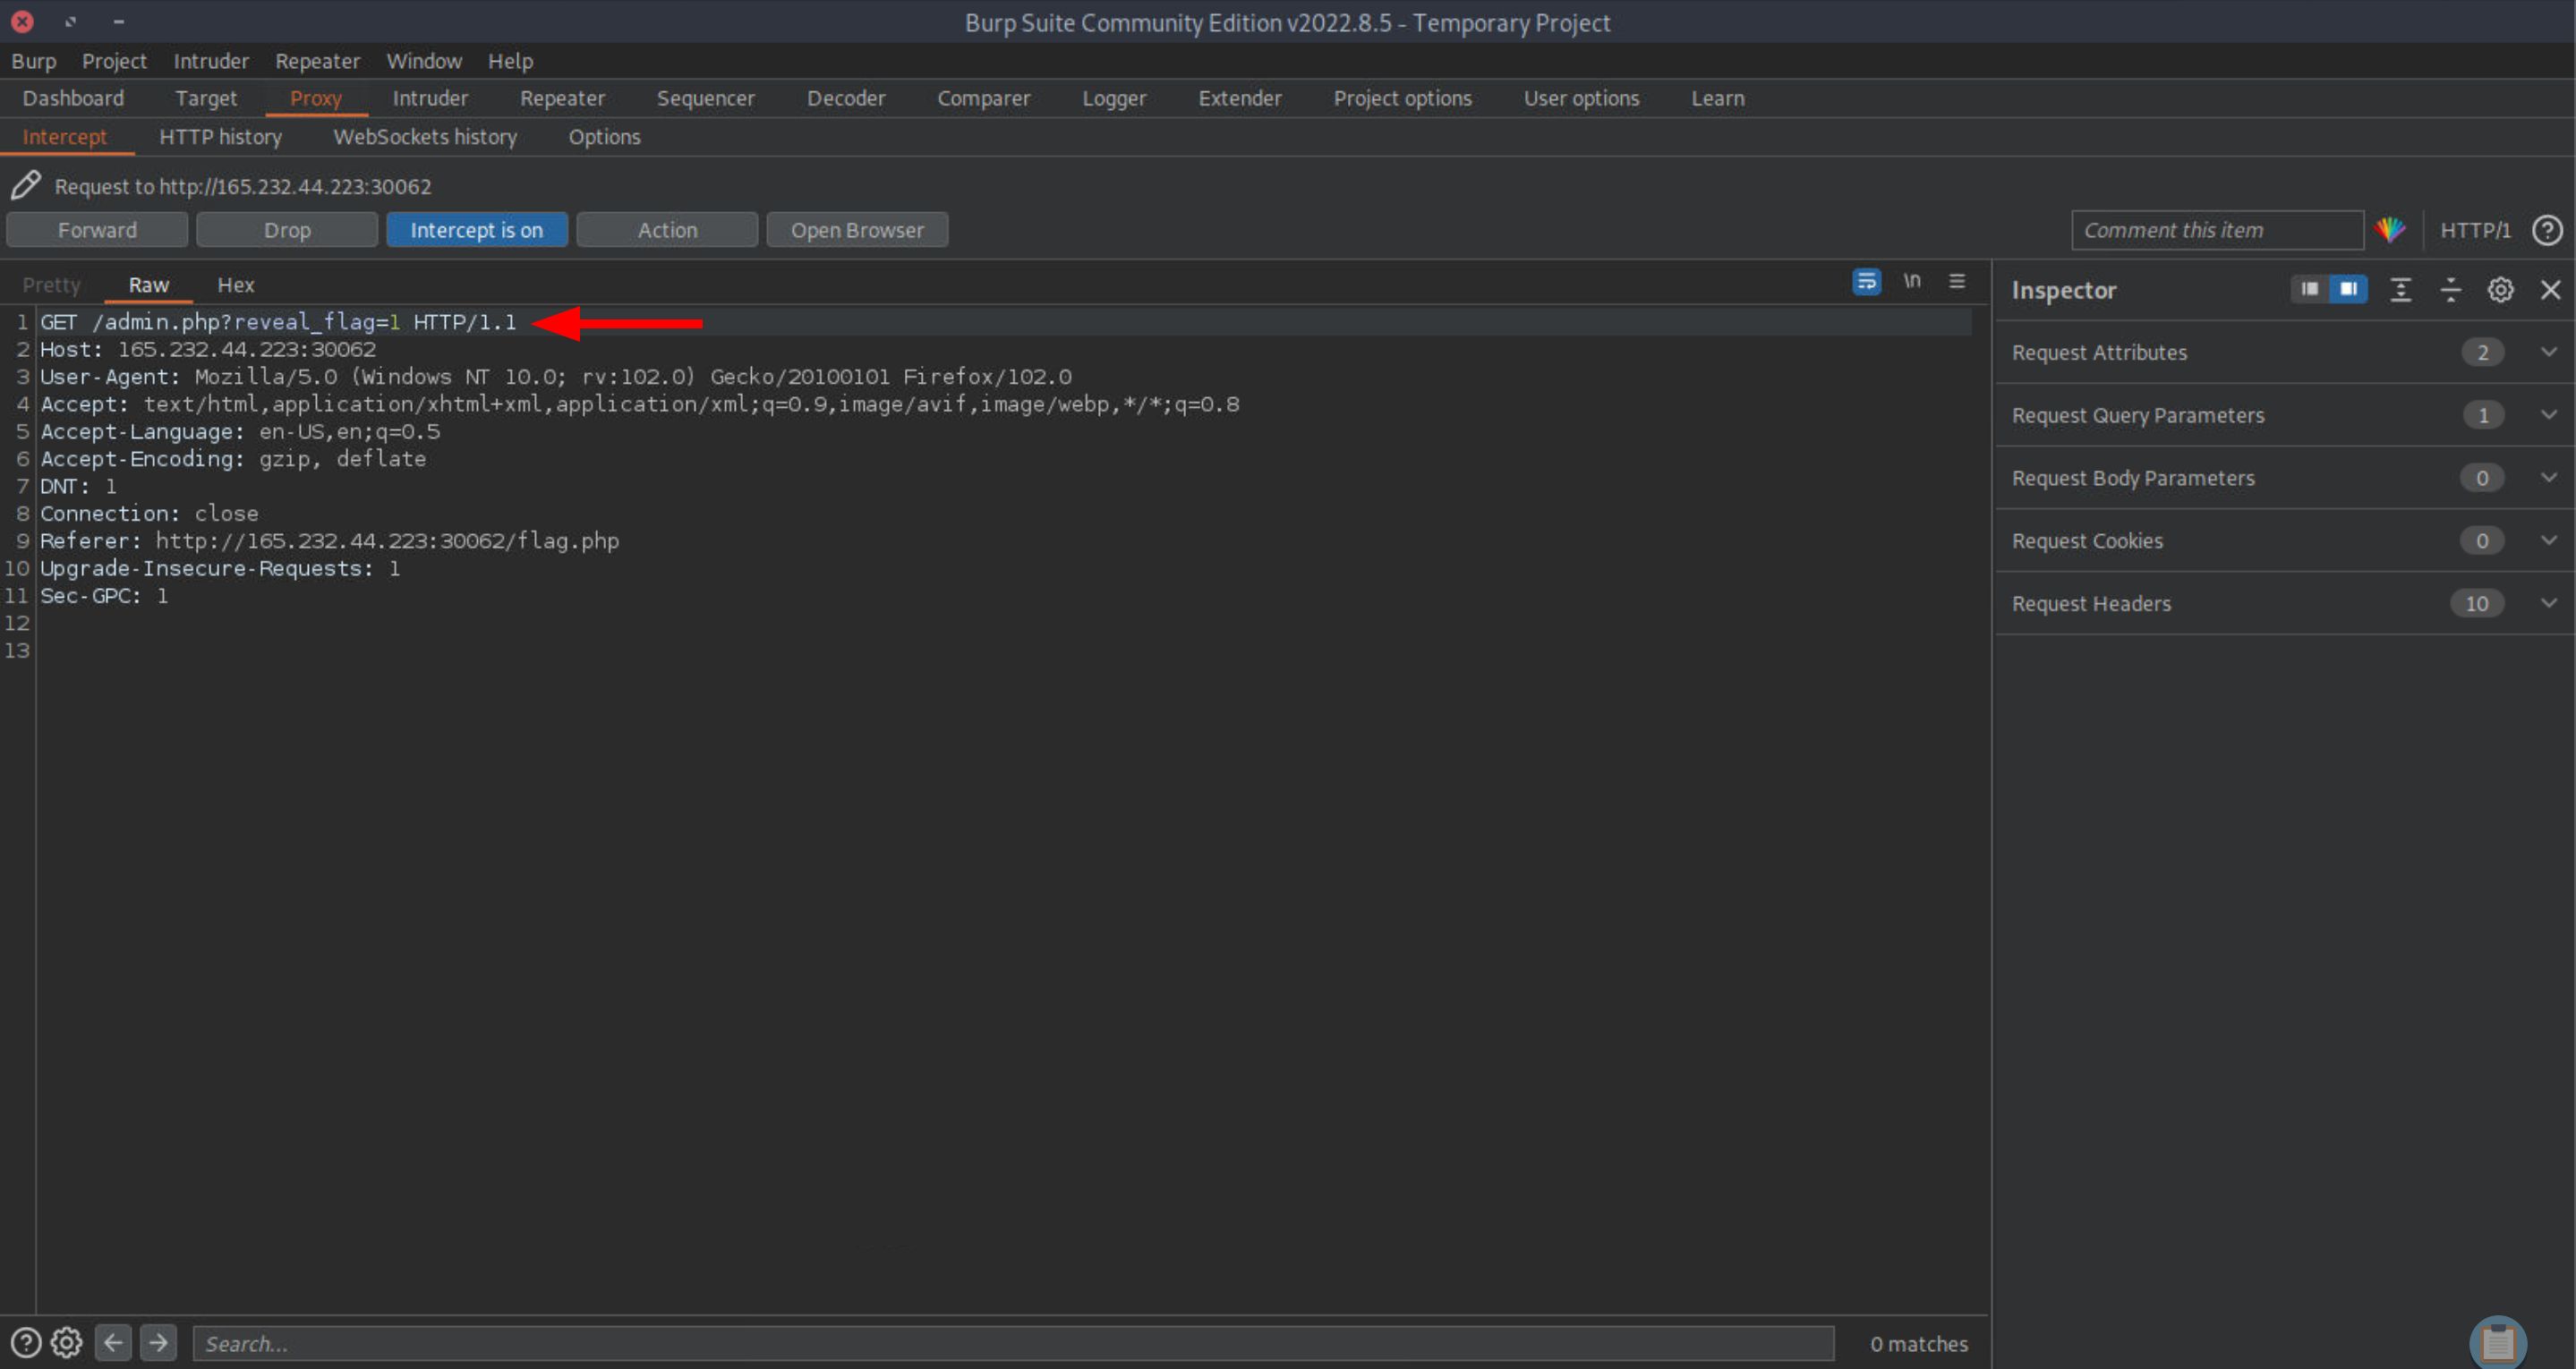 Burp Suite Community Edition v2022.8.5 - Temporary Project
Burp Project Intruder Repeater Window Help
Dashboard Target Proxy Intruder Repeater Sequencer Decoder Comparer Logger Extender Project options User options Learn
Intercept HTTP history WebSockets history Options
Request to http://165.232.44.223:30062
Forward Drop Intercept is on Action Open Browser Comment this item HTTP/1
Pretty Raw Hex \n
1 GET /admin.php?reveal_flag=1 HTTP/1.1
2 Host: 165.232.44.223:30062
3 User-Agent: Mozilla/5.0 (Windows NT 10.0; rv:102.0) Gecko/20100101 Firefox/102.0
4 Accept: text/html,application/xhtml+xml,application/xml;q=0.9,image/avif,image/webp,*/*;q=0.8
5 Accept-Language: en-US,en;q=0.5
6 Accept-Encoding: gzip, deflate
7 DNT: 1
8 Connection: close
9 Referer: http://165.232.44.223:30062/flag.php
10 Upgrade-Insecure-Requests: 1
11 Sec-GPC: 1
12
13
Inspector
Request Attributes 2
Request Query Parameters 1
Request Body Parameters 0
Request Cookies 0
Request Headers 10
Search... 0 matches